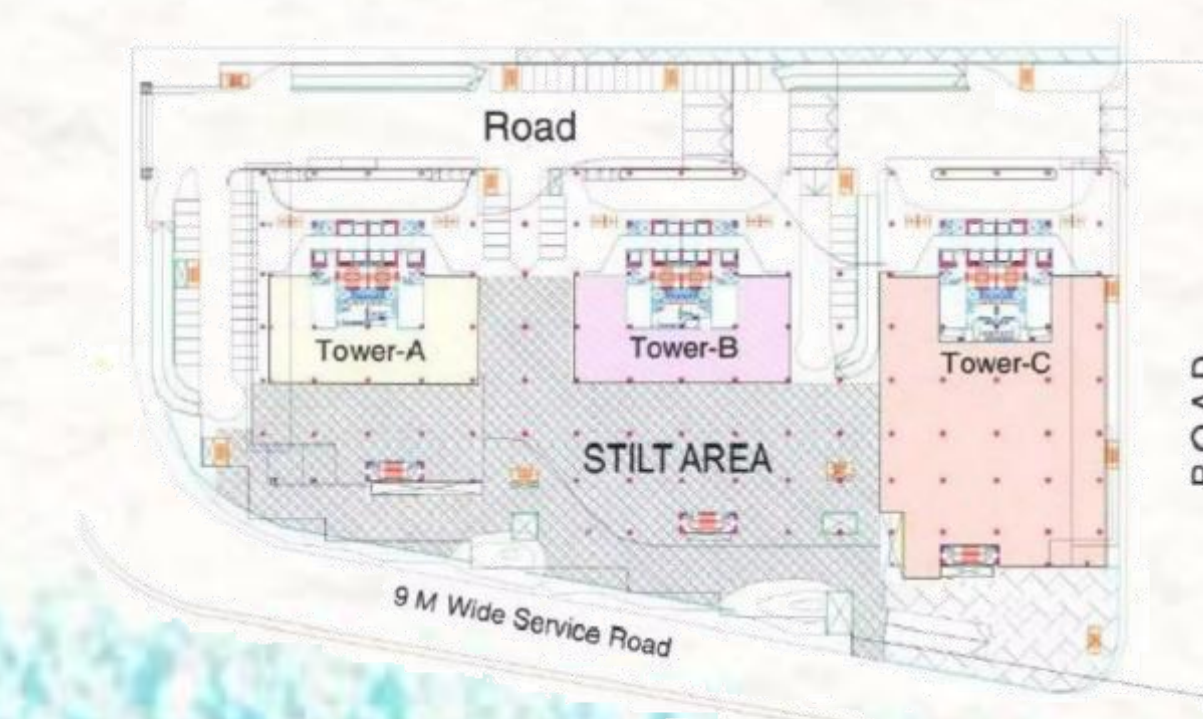 Road
Tower-A
Tower-B
Tower-C
ROAD
STILT AREA
9 M Wide Service Road